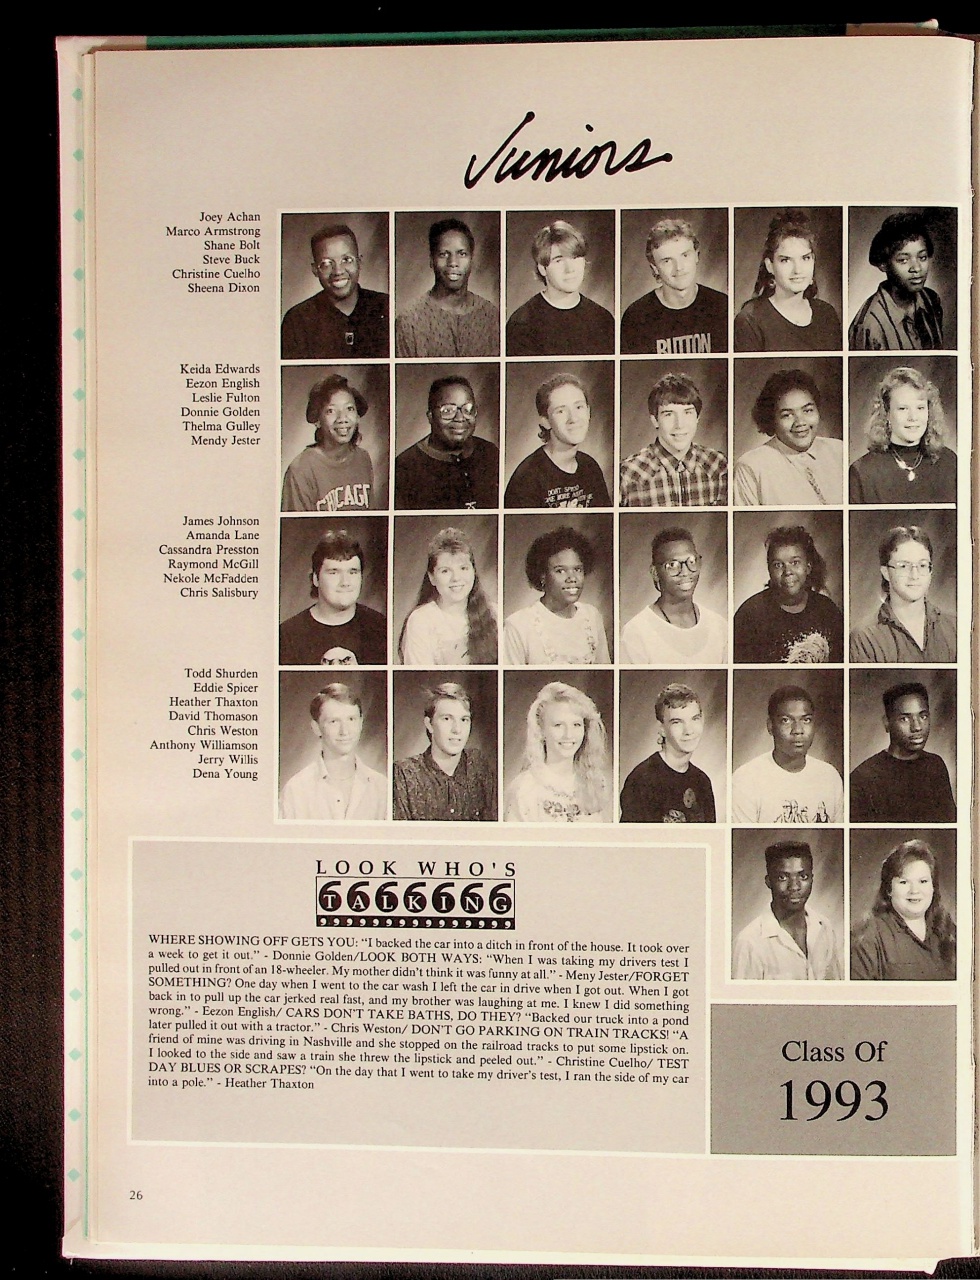 Juniors
Joey Achan
Marco Armstrong
Shane Bolt
Steve Buck
Christine Cuelho
Sheena Dixon
BUTTON
Keida Edwards
Eezon English
Leslie Fulton
Donnie Golden
Thelma Gulley
Mendy Jester
CHICAGO
DON'T SPEND
ONE MORE
James Johnson
Amanda Lane
Cassandra Presston
Raymond McGill
Nekole McFadden
Chris Salisbury
Todd Shurden
Eddie Spicer
Heather Thaxton
David Thomason
Chris Weston
Anthony Williamson
Jerry Willis
Dena Young
LOOK WHO'S
TALKING
WHERE SHOWING OFF GETS YOU: "I backed the car into a ditch in front of the house. It took over
a week to get it out." - Donnie Golden/LOOK BOTH WAYS: "When I was taking my drivers test I
pulled out in front of an 18-wheeler. My mother didn't think it was funny at all." - Meny Jester/FORGET
SOMETHING? One day when I went to the car wash I left the car in drive when I got out. When I got
back in to pull up the car jerked real fast, and my brother was laughing at me. I knew I did something
wrong." - Eezon English/ CARS DON'T TAKE BATHS, DO THEY? "Backed our truck into a pond
later pulled it out with a tractor." - Chris Weston/ DON'T GO PARKING ON TRAIN TRACKS! "A
friend of mine was driving in Nashville and she stopped on the railroad tracks to put some lipstick on.
I looked to the side and saw a train she threw the lipstick and peeled out." - Christine Cuelho/ TEST
DAY BLUES OR SCRAPES? "On the day that I went to take my driver's test, I ran the side of my car
into a pole." - Heather Thaxton
Class Of
1993
26